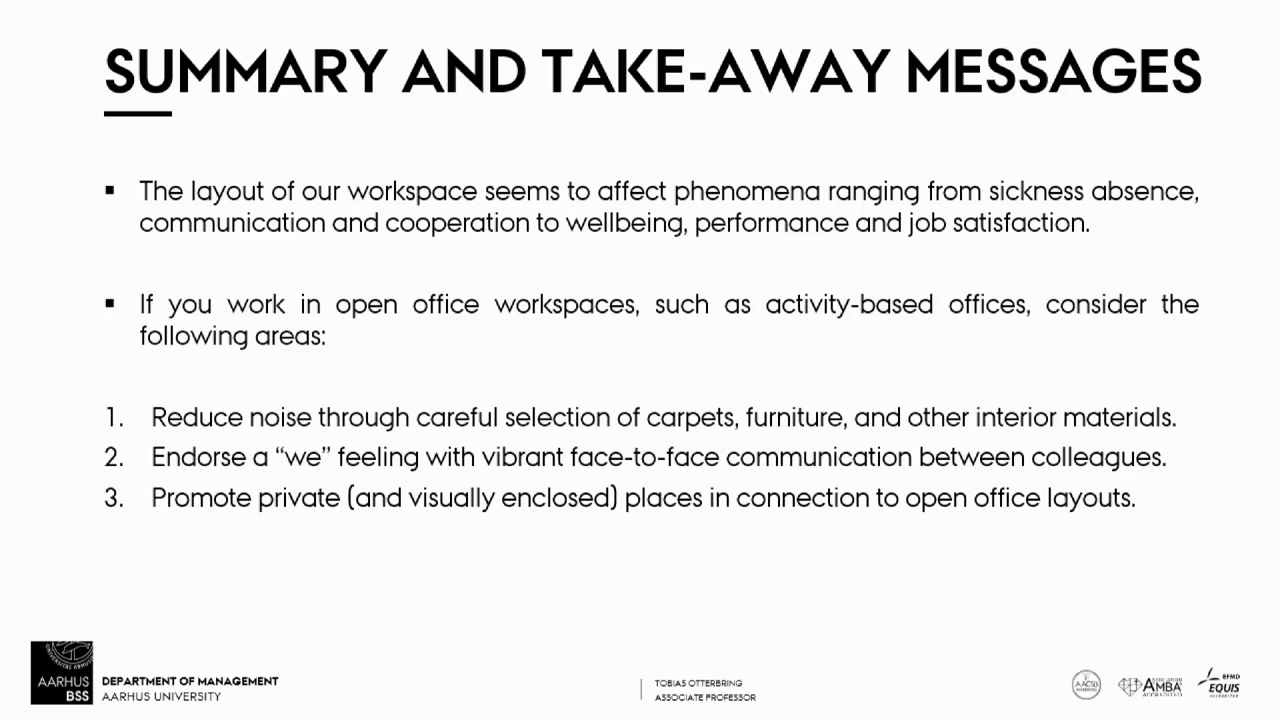 SUMMARY AND TAKE-AWAY MESSAGES
▪ The layout of our workspace seems to affect phenomena ranging from sickness absence,
communication and cooperation to wellbeing, performance and job satisfaction.
▪ If you work in open office workspaces, such as activity-based offices, consider the
following areas:
1. Reduce noise through careful selection of carpets, furniture, and other interior materials.
2. Endorse a “we” feeling with vibrant face-to-face communication between colleagues.
3. Promote private (and visually enclosed) places in connection to open office layouts.
AARHUS
BSS
DEPARTMENT OF MANAGEMENT
AARHUS UNIVERSITY
TOBIAS OTTERBRING
ASSOCIATE PROFESSOR
AACSB
ASSOCIATION
AMBA
ACCREDITED
EFMD
EQUIS
ACCREDITED